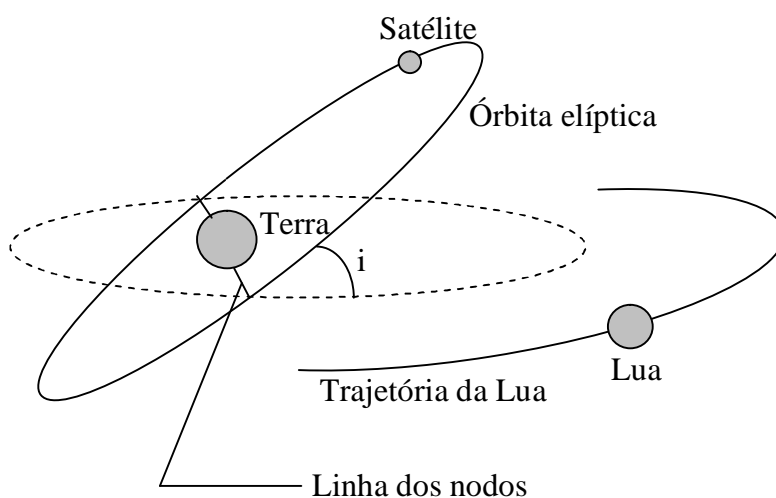 Satélite
Órbita elíptica
Terra
i
Lua
Trajetória da Lua
Linha dos nodos